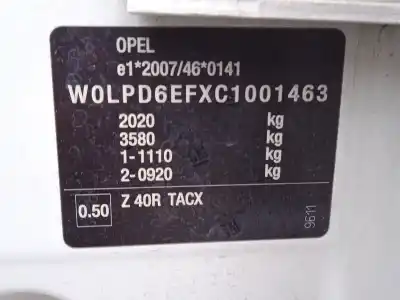 OPEL
e1*2007/46*0141
W0LPD6EFXC1001463
2020 kg
3580 kg
1-1110 kg
2-0920 kg
0.50 Z 40R TACX
9611